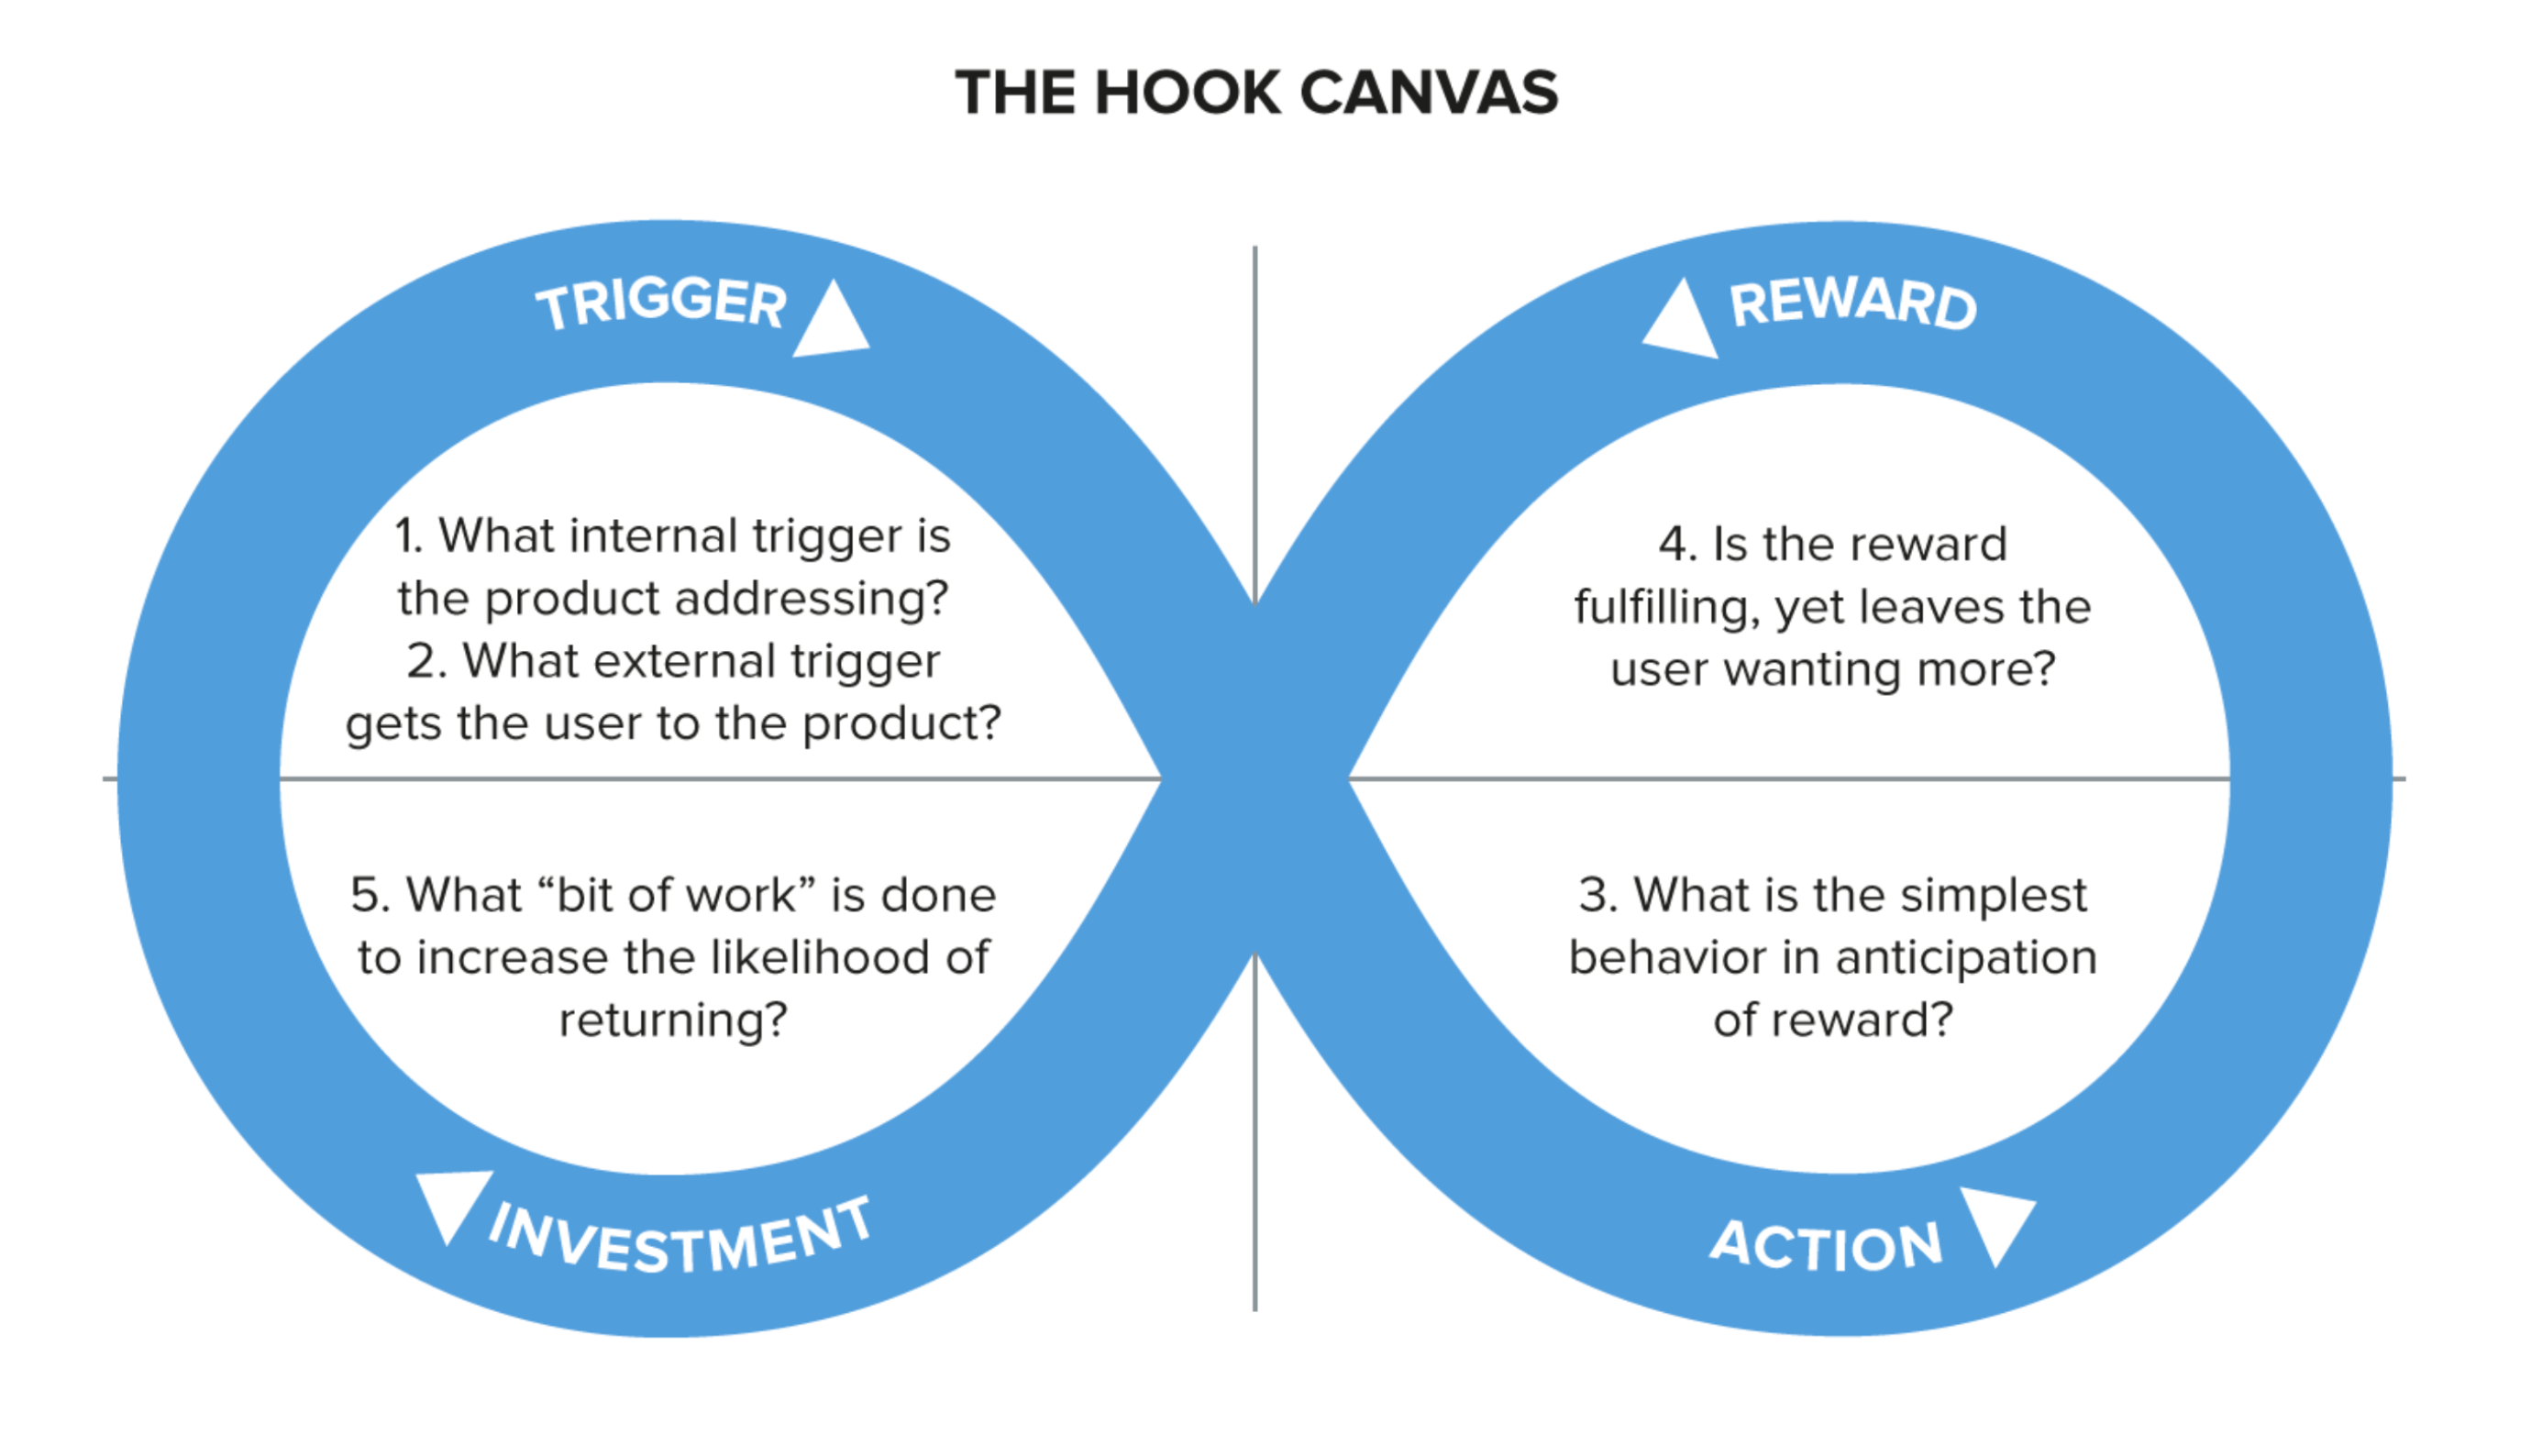 THE HOOK CANVAS
TRIGGER
1. What internal trigger is
the product addressing?
2. What external trigger
gets the user to the product?
REWARD
4. Is the reward
fulfilling, yet leaves the
user wanting more?
5. What “bit of work” is done
to increase the likelihood of
returning?
INVESTMENT
3. What is the simplest
behavior in anticipation
of reward?
ACTION